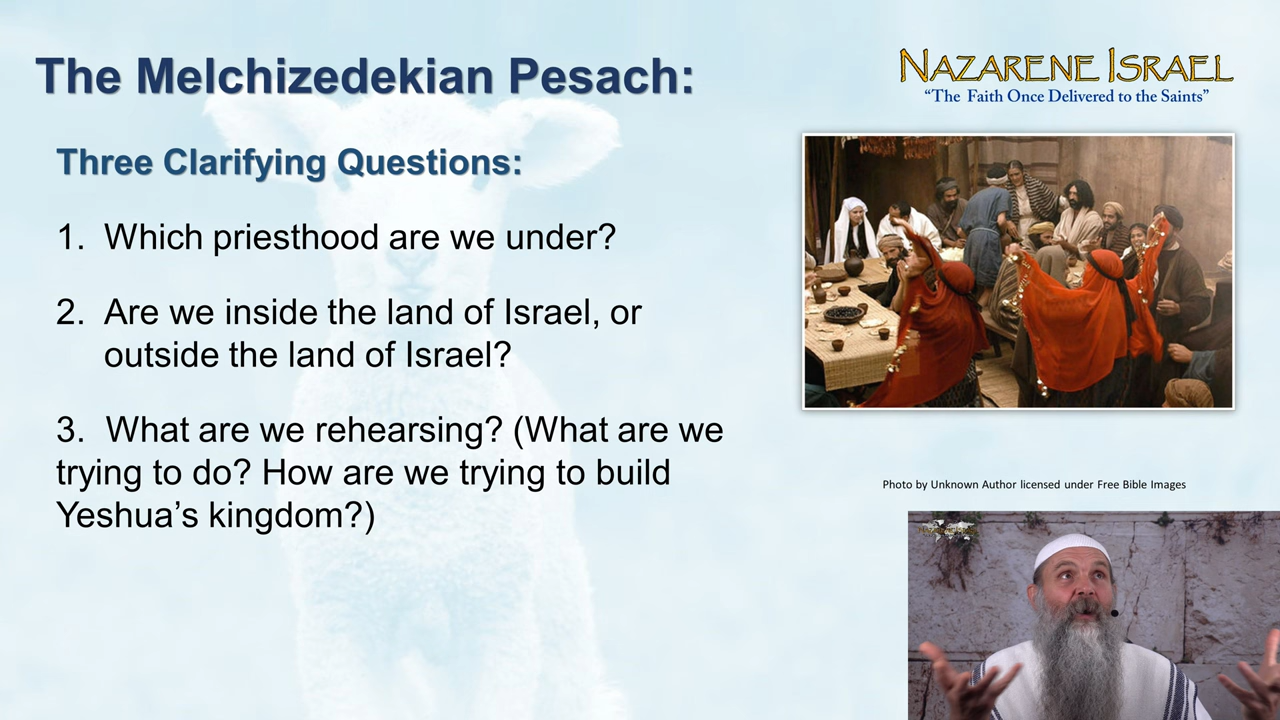 The Melchizedekian Pesach:
NAZARENE ISRAEL
“The Faith Once Delivered to the Saints”
Three Clarifying Questions:
1. Which priesthood are we under?
2. Are we inside the land of Israel, or
outside the land of Israel?
3. What are we rehearsing? (What are we
trying to do? How are we trying to build
Yeshua’s kingdom?)
Photo by Unknown Author licensed under Free Bible Images